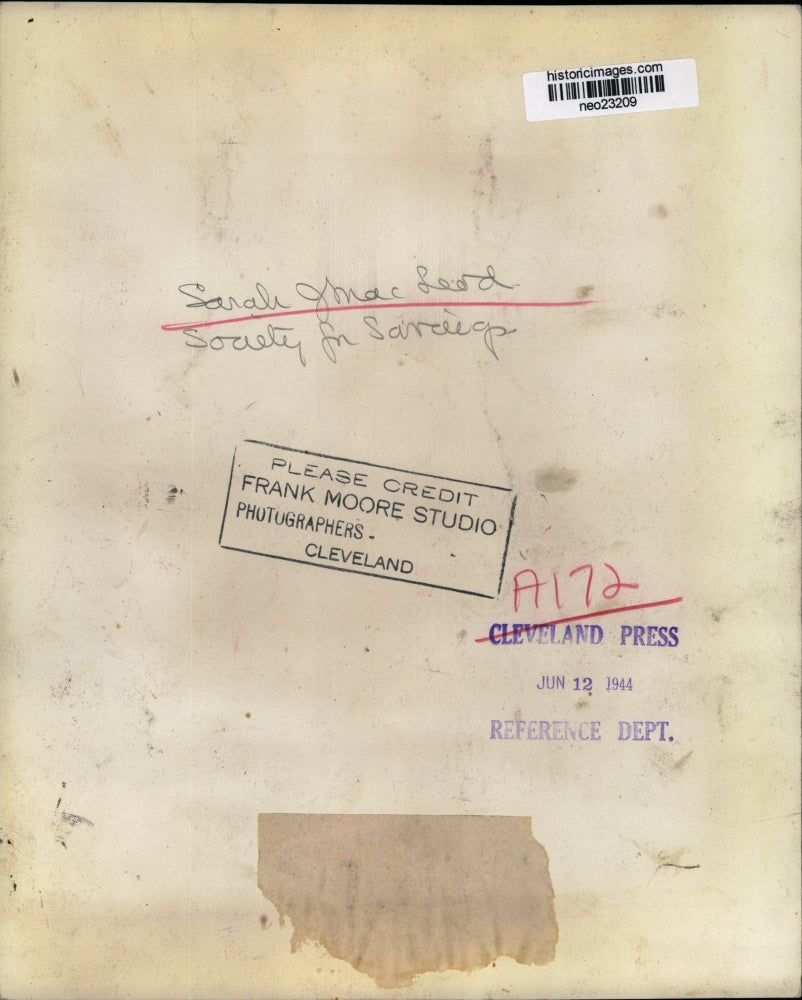 historicimages.com
neo23209
Sarah J MacLeod
Society for Savings
PLEASE CREDIT
FRANK MOORE STUDIO
PHOTOGRAPHERS -
CLEVELAND
A172
CLEVELAND PRESS
JUN 12 1944
REFERENCE DEPT.